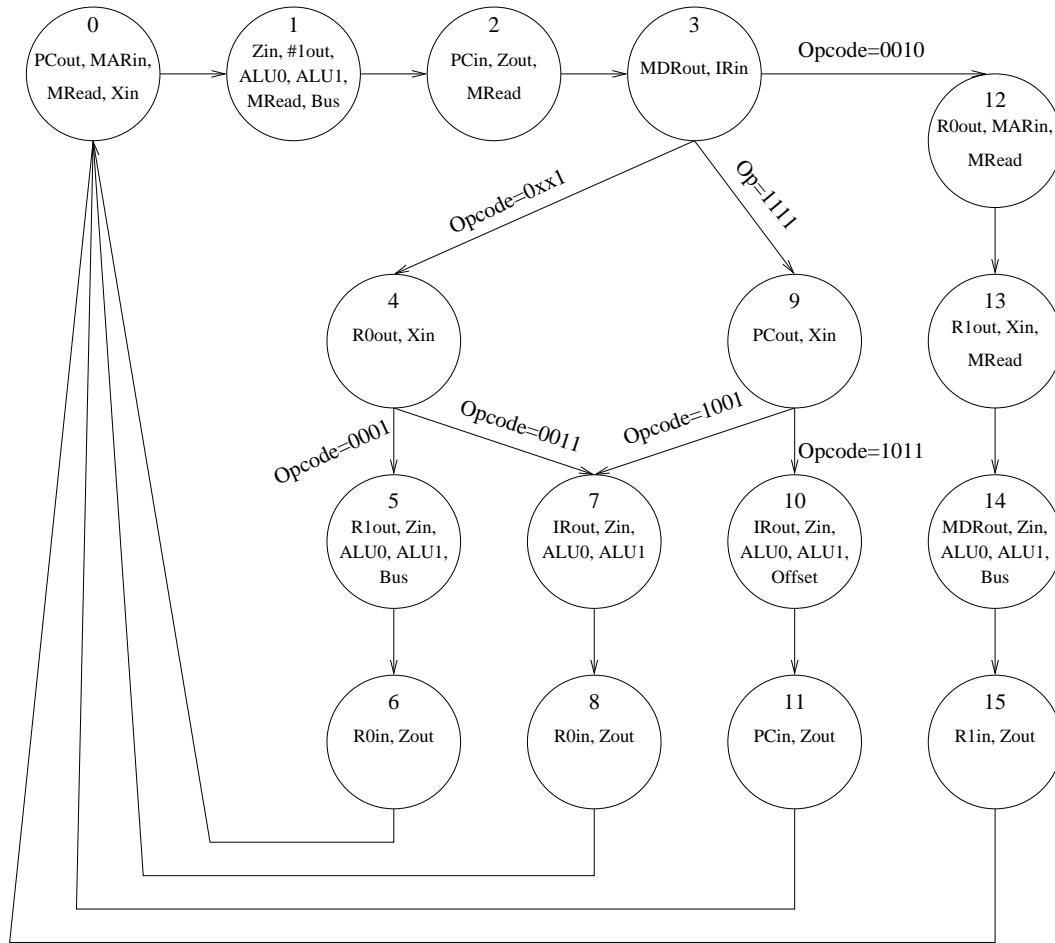 0
PCout, MARin,
MRead, Xin
1
Zin, #1out,
ALU0, ALU1,
MRead, Bus
2
PCin, Zout,
MRead
3
MDRout, IRin
Opcode=0010
12
R0out, MARin,
MRead
Opcode=0xx1
Op=1111
4
R0out, Xin
9
PCout, Xin
13
R1out, Xin,
MRead
Opcode=0001
Opcode=0011
Opcode=1001
Opcode=1011
5
R1out, Zin,
ALU0, ALU1,
Bus
7
IRout, Zin,
ALU0, ALU1
10
IRout, Zin,
ALU0, ALU1,
Offset
14
MDRout, Zin,
ALU0, ALU1,
Bus
6
R0in, Zout
8
R0in, Zout
11
PCin, Zout
15
R1in, Zout